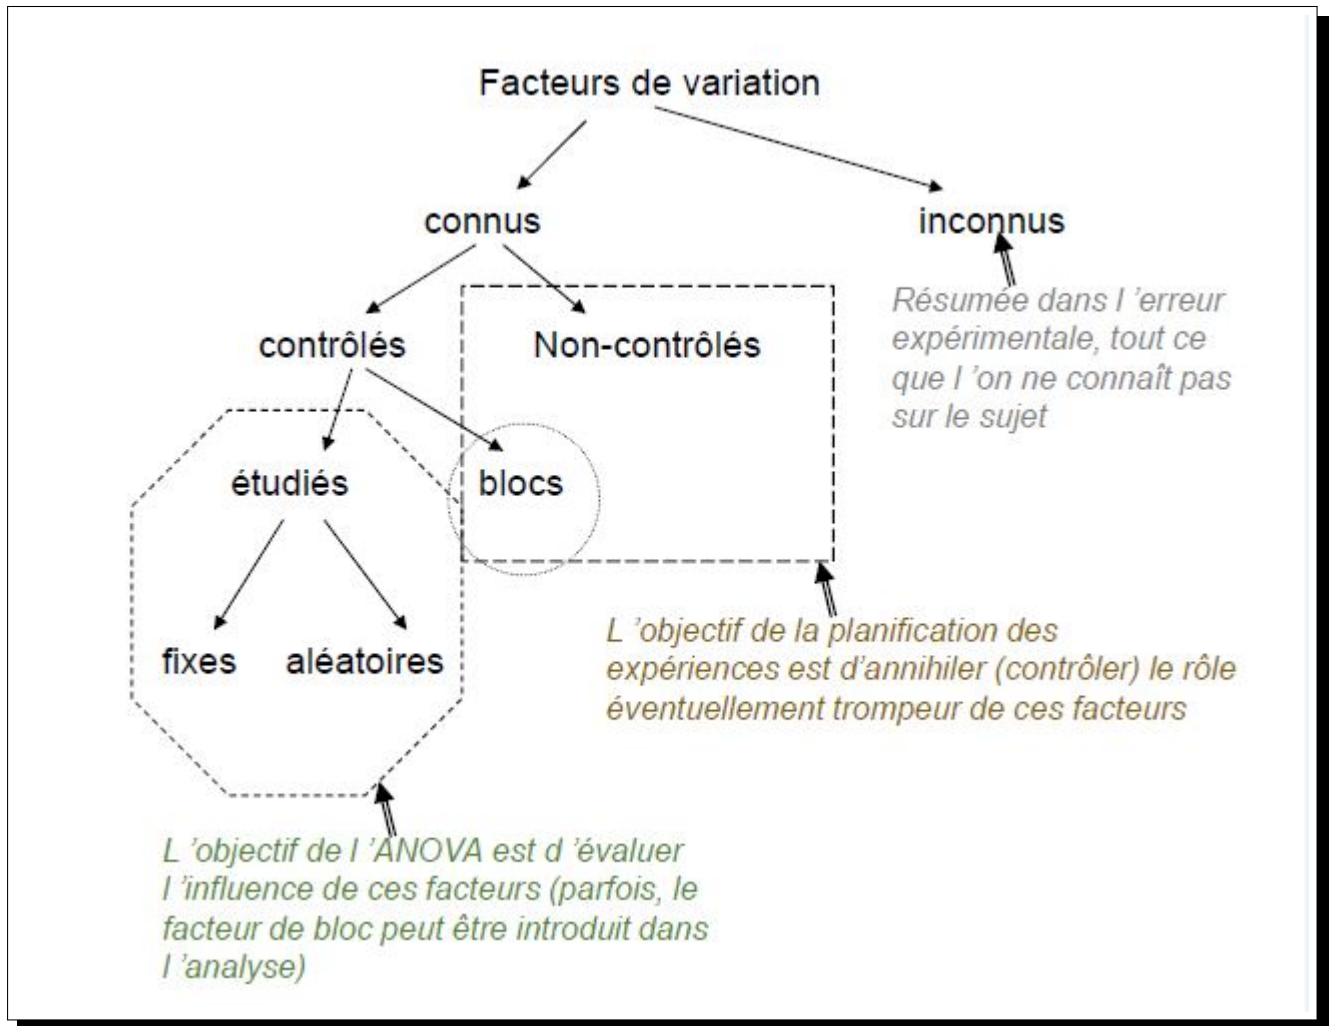 Facteurs de variation
connus
inconnus
Résumée dans l ’erreur
expérimentale, tout ce
que l ’on ne connaît pas
sur le sujet
contrôlés
Non-contrôlés
étudiés
blocs
fixes
aléatoires
L ’objectif de la planification des
expériences est d’annihiler (contrôler) le rôle
éventuellement trompeur de ces facteurs
L ’objectif de l ’ANOVA est d ’évaluer
l ’influence de ces facteurs (parfois, le
facteur de bloc peut être introduit dans
l ’analyse)